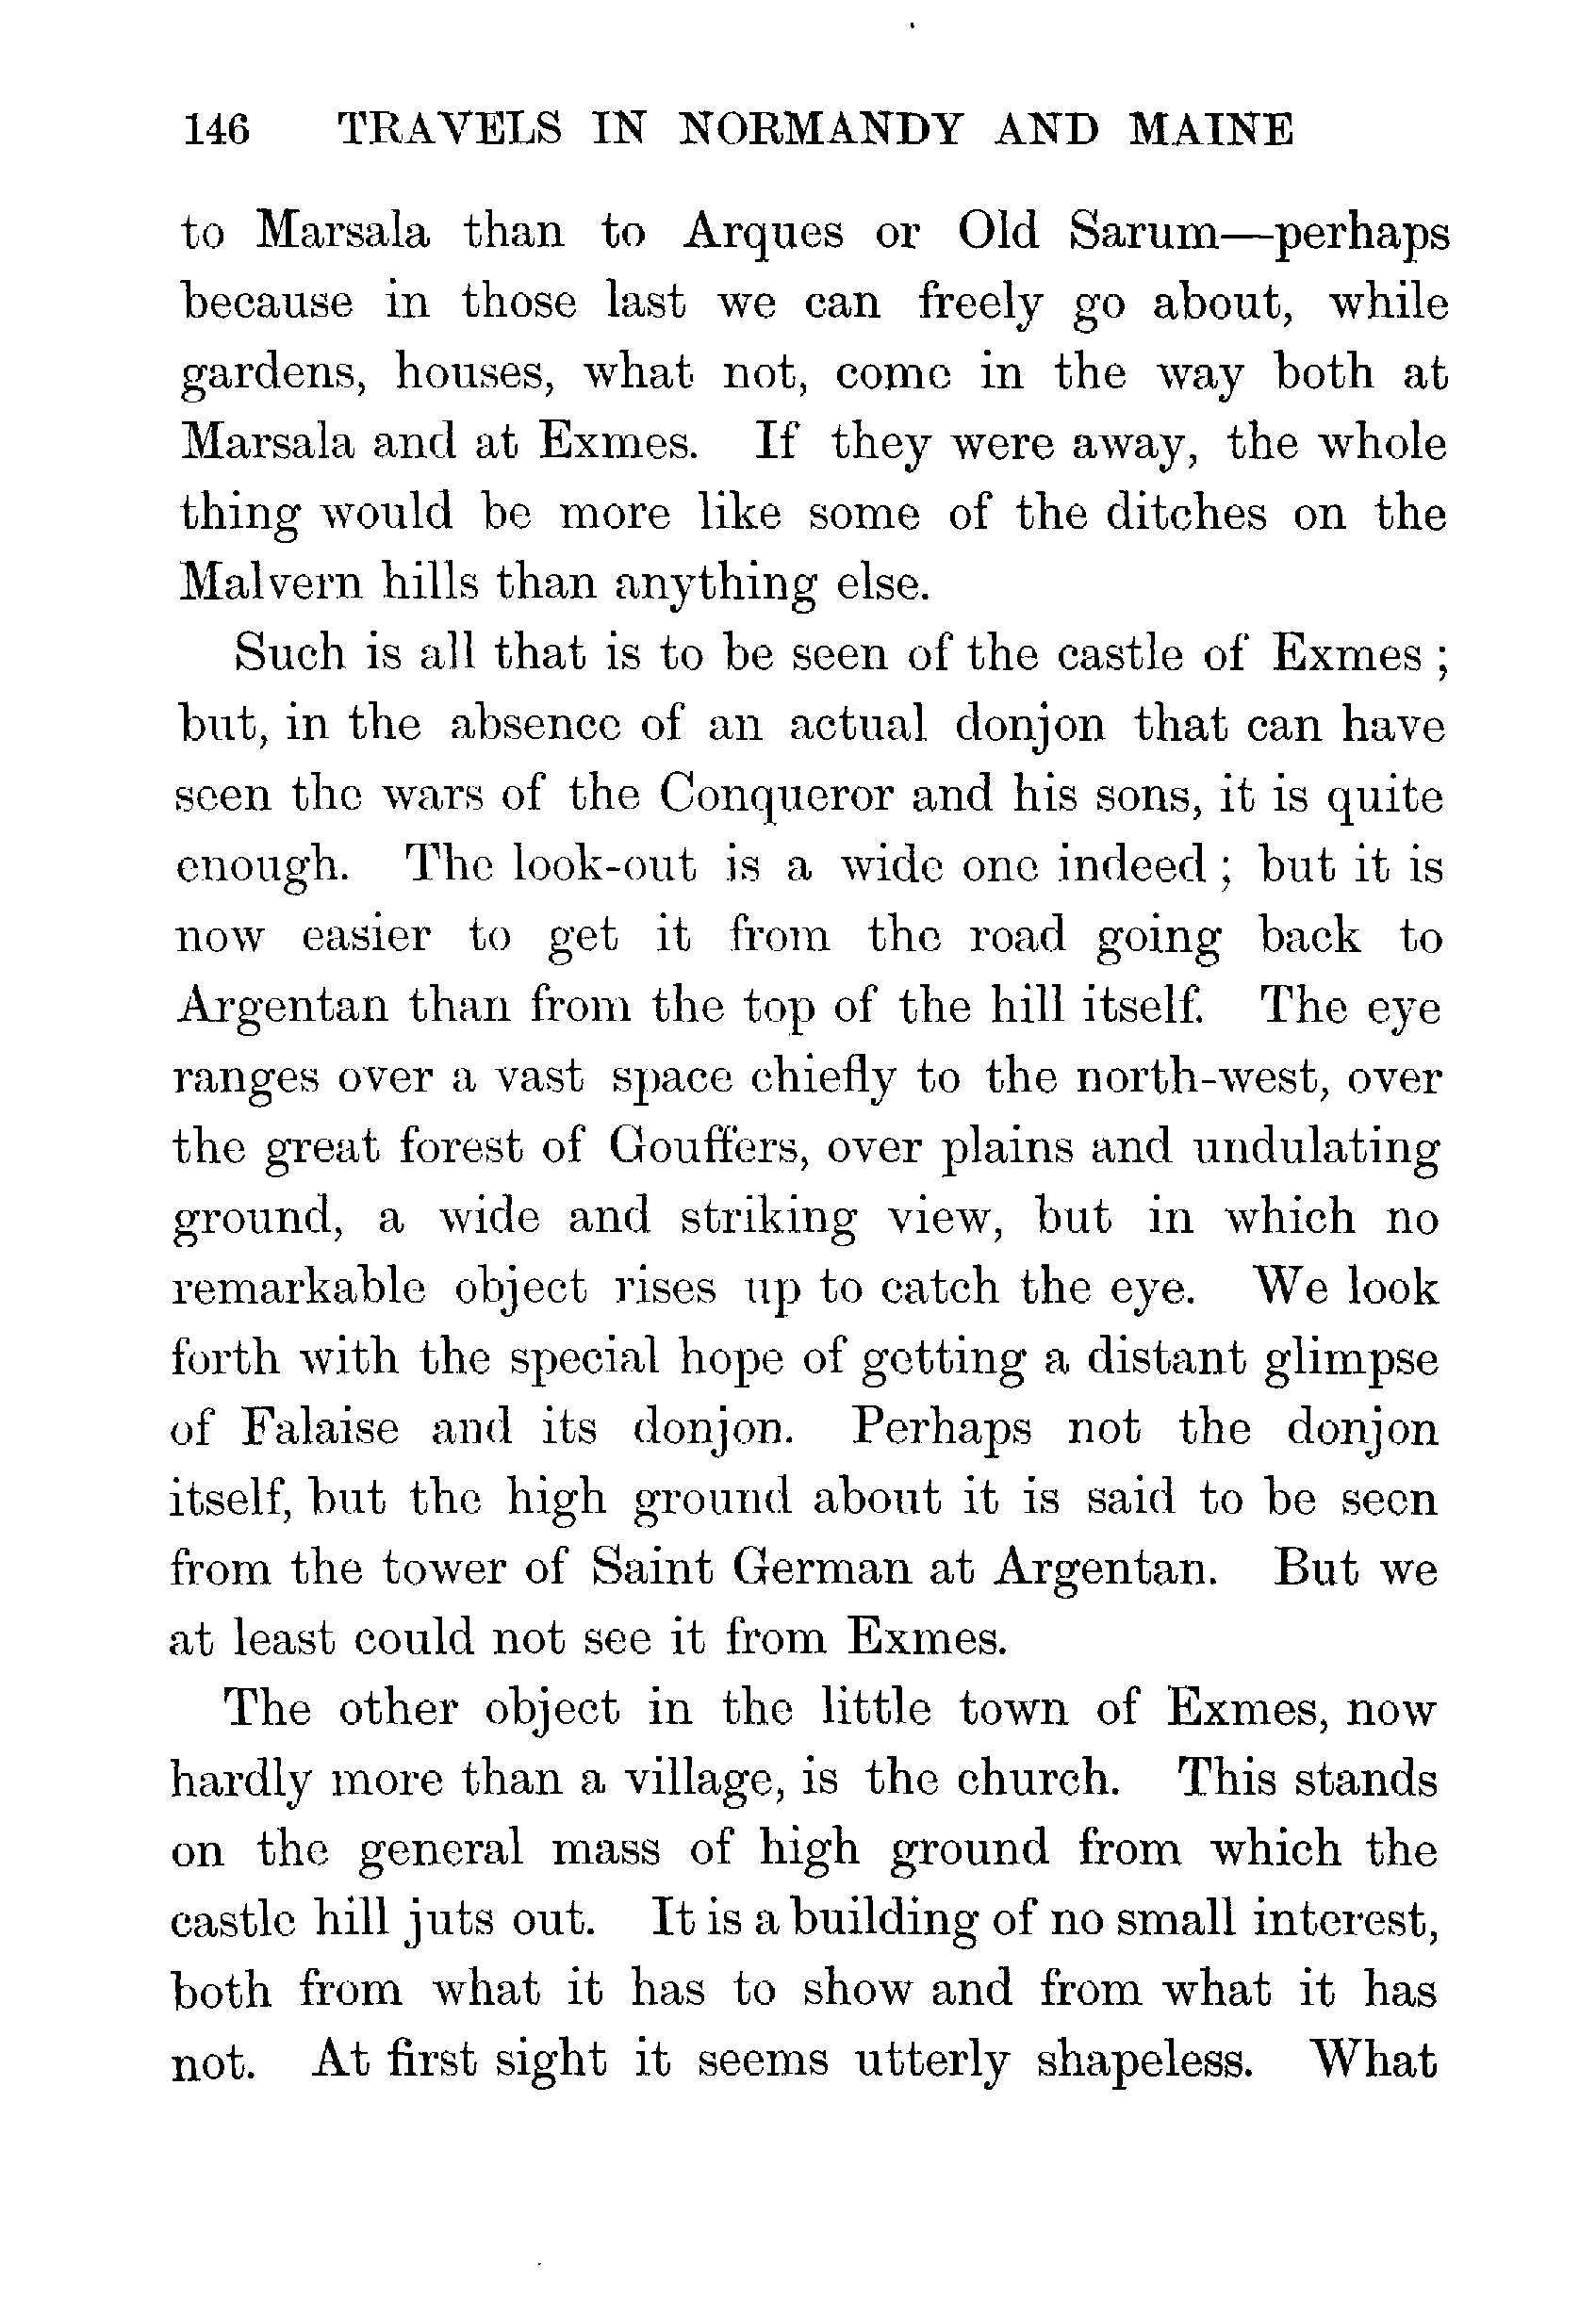 146 TRAVELS IN NORMANDY AND MAINE
to Marsala than to Arques or Old Sarum—perhaps
because in those last we can freely go about, while
gardens, houses, what not, come in the way both at
Marsala and at Exmes. If they were away, the whole
thing would be more like some of the ditches on the
Malvern hills than anything else.
Such is all that is to be seen of the castle of Exmes ;
but, in the absence of an actual donjon that can have
seen the wars of the Conqueror and his sons, it is quite
enough. The look-out is a wide one indeed ; but it is
now easier to get it from the road going back to
Argentan than from the top of the hill itself. The eye
ranges over a vast space chiefly to the north-west, over
the great forest of Gouffers, over plains and undulating
ground, a wide and striking view, but in which no
remarkable object rises up to catch the eye. We look
forth with the special hope of getting a distant glimpse
of Falaise and its donjon. Perhaps not the donjon
itself, but the high ground about it is said to be seen
from the tower of Saint German at Argentan. But we
at least could not see it from Exmes.
The other object in the little town of Exmes, now
hardly more than a village, is the church. This stands
on the general mass of high ground from which the
castle hill juts out. It is a building of no small interest,
both from what it has to show and from what it has
not. At first sight it seems utterly shapeless. What